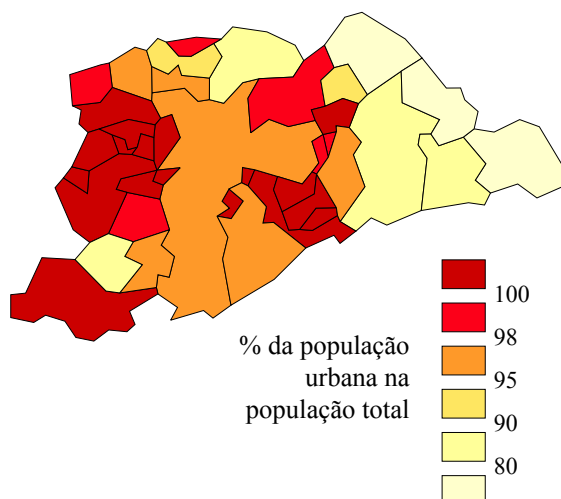 100
98
% da população
urbana na
95
população total
90
80